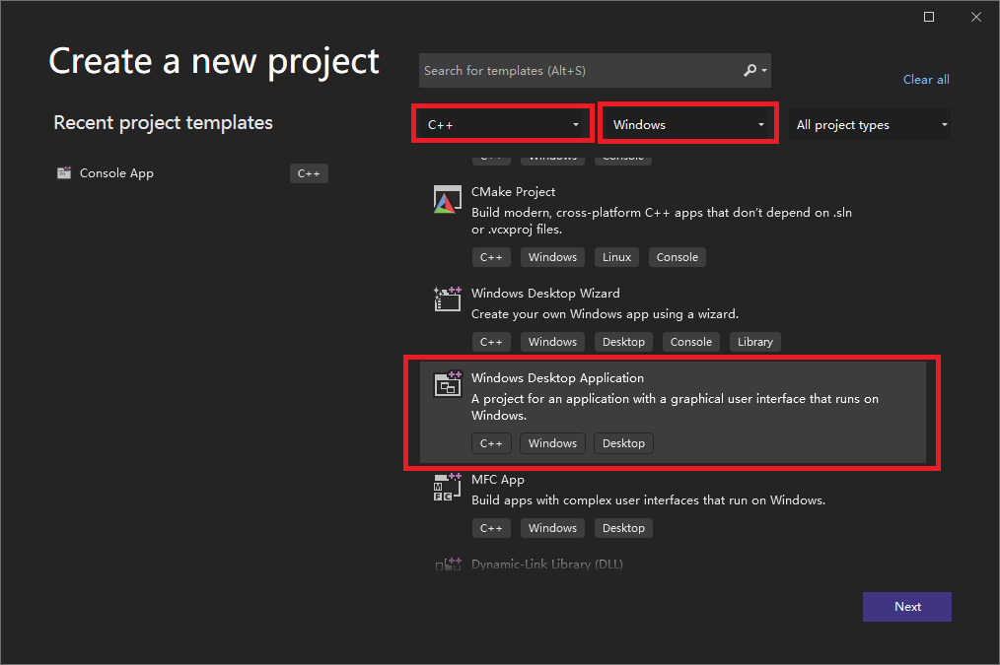 Create a new project
Search for templates (Alt+S)
Clear all
Recent project templates
C++
Windows
All project types
Console App
C++
C++ Windows Console
CMake Project
Build modern, cross-platform C++ apps that don’t depend on .sln
or .vcxproj files.
C++ Windows Linux Console
Windows Desktop Wizard
Create your own Windows app using a wizard.
C++ Windows Desktop Console Library
Windows Desktop Application
A project for an application with a graphical user interface that runs on
Windows.
C++ Windows Desktop
MFC App
Build apps with complex user interfaces that run on Windows.
C++ Windows Desktop
Dynamic-Link Library (DLL)
Next